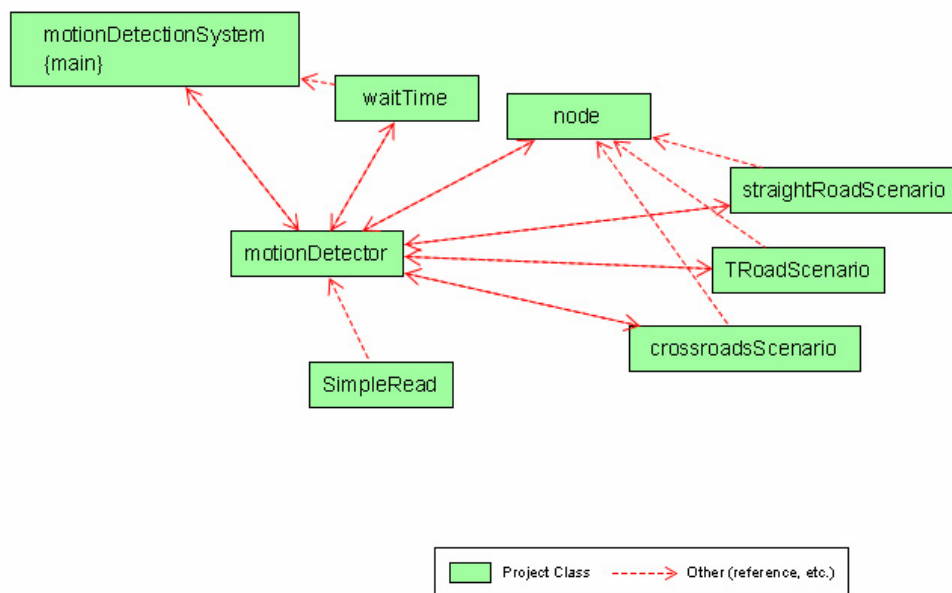 motionDetectionSystem
{main}
waitTime
node
straightRoadScenario
motionDetector
TRoadScenario
crossroadsScenario
SimpleRead
Project Class
Other (reference, etc.)